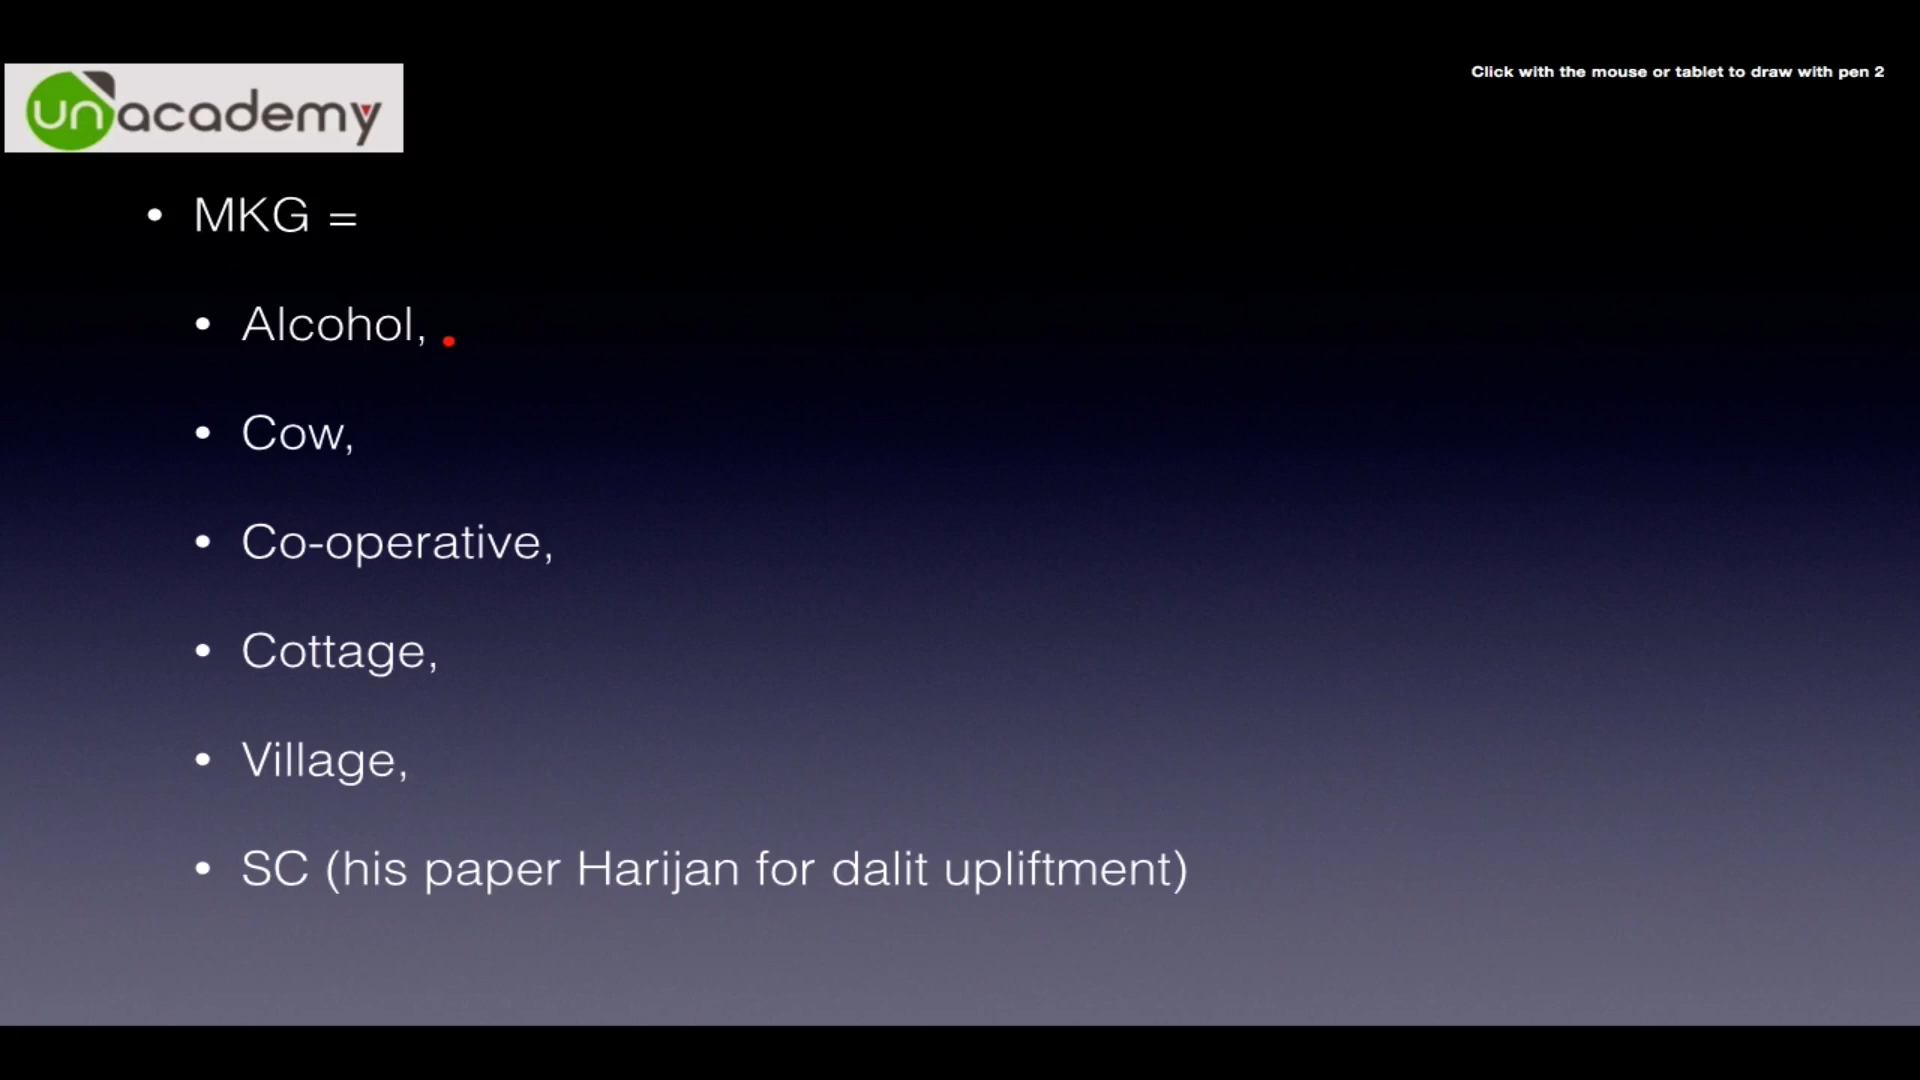 unacademy
Click with the mouse or tablet to draw with pen 2
• MKG =
• Alcohol,
• Cow,
• Co-operative,
• Cottage,
• Village,
• SC (his paper Harijan for dalit upliftment)